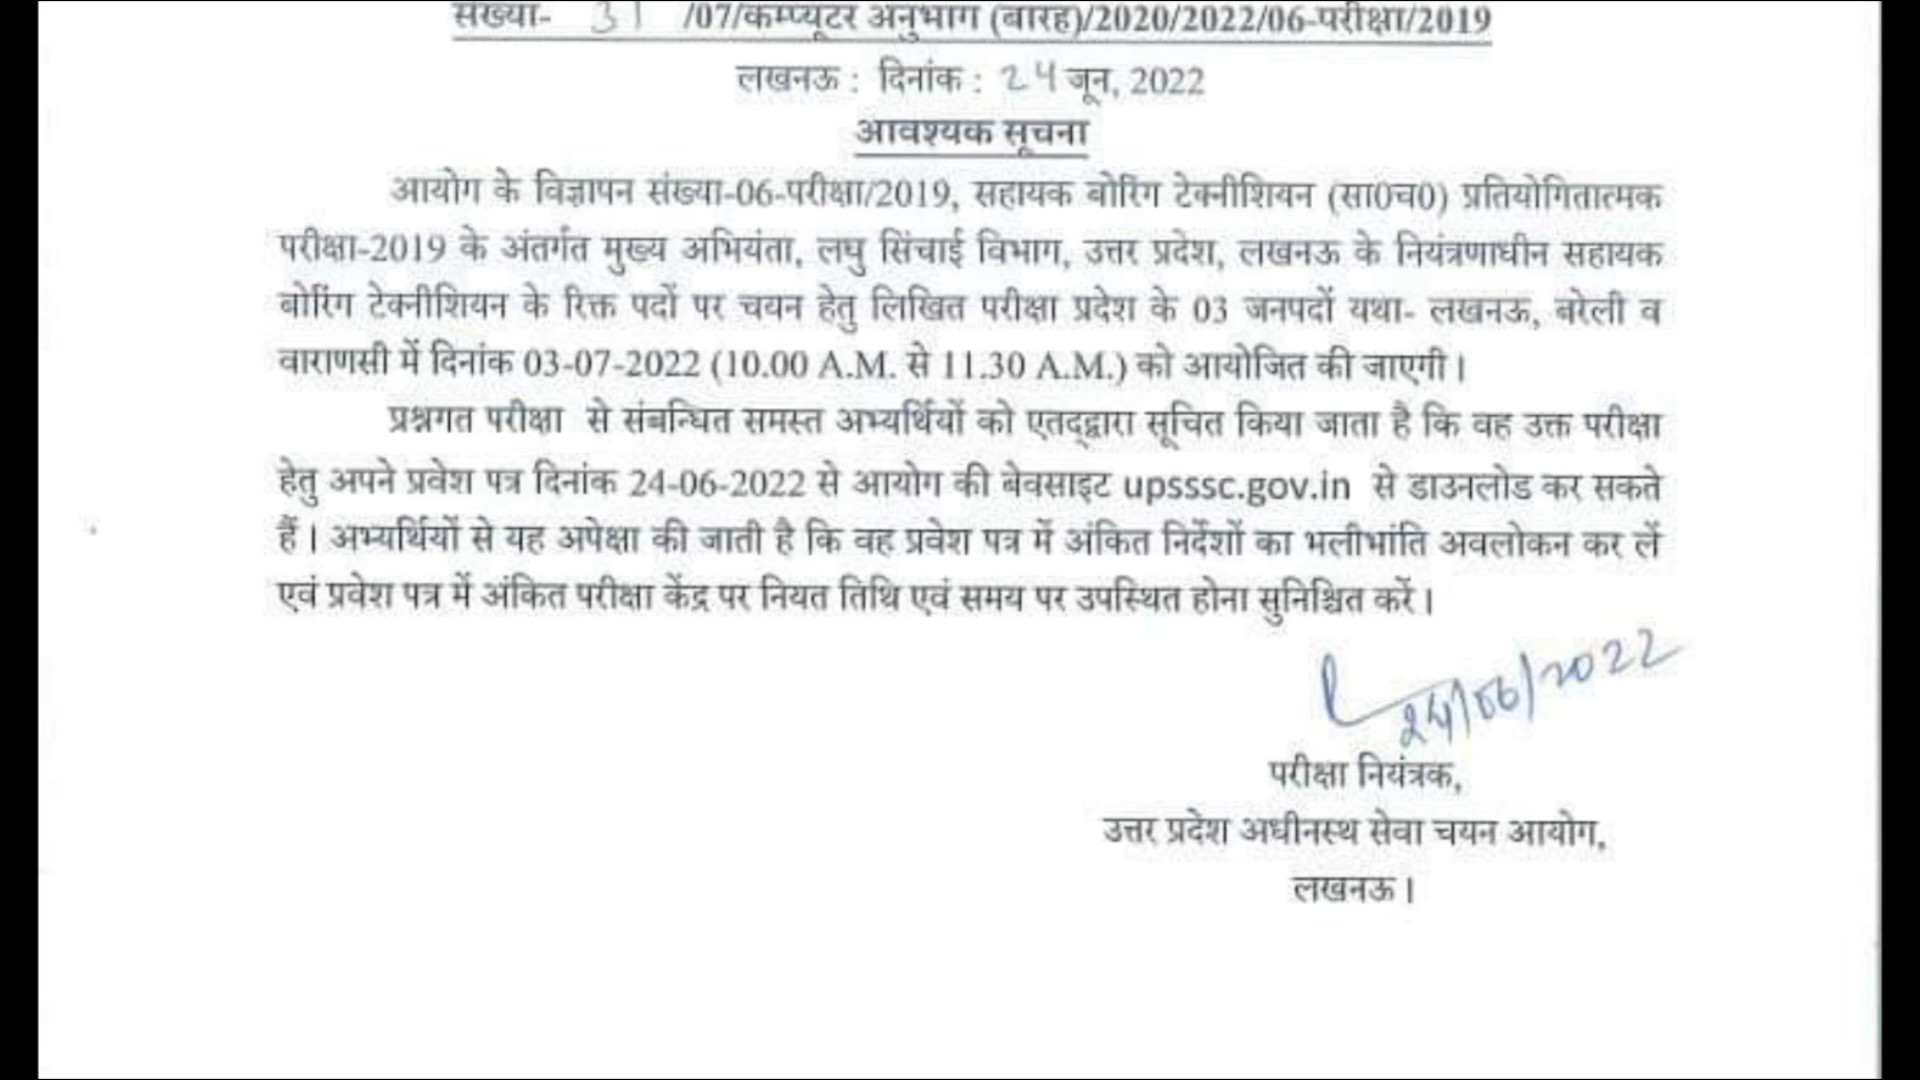 संख्या- 31 /07/कम्प्यूटर अनुभाग (बारह)/2020/2022/06-परीक्षा/2019
लखनऊ : दिनांक : 24 जून, 2022
आवश्यक सूचना
आयोग के विज्ञापन संख्या-06-परीक्षा/2019, सहायक बोरिंग टेक्नीशियन (सा0च0) प्रतियोगितात्मक
परीक्षा-2019 के अंतर्गत मुख्य अभियंता, लघु सिंचाई विभाग, उत्तर प्रदेश, लखनऊ के नियंत्रणाधीन सहायक
बोरिंग टेक्नीशियन के रिक्त पदों पर चयन हेतु लिखित परीक्षा प्रदेश के 03 जनपदों यथा- लखनऊ, बरेली व
वाराणसी में दिनांक 03-07-2022 (10.00 A.M. से 11.30 A.M.) को आयोजित की जाएगी।
प्रश्नगत परीक्षा से संबन्धित समस्त अभ्यर्थियों को एतद्द्वारा सूचित किया जाता है कि वह उक्त परीक्षा
हेतु अपने प्रवेश पत्र दिनांक 24-06-2022 से आयोग की बेवसाइट upsssc.gov.in से डाउनलोड कर सकते
हैं। अभ्यर्थियों से यह अपेक्षा की जाती है कि वह प्रवेश पत्र में अंकित निर्देशों का भलीभांति अवलोकन कर लें
एवं प्रवेश पत्र में अंकित परीक्षा केंद्र पर नियत तिथि एवं समय पर उपस्थित होना सुनिश्चित करें।
24/06/2022
परीक्षा नियंत्रक,
उत्तर प्रदेश अधीनस्थ सेवा चयन आयोग,
लखनऊ।